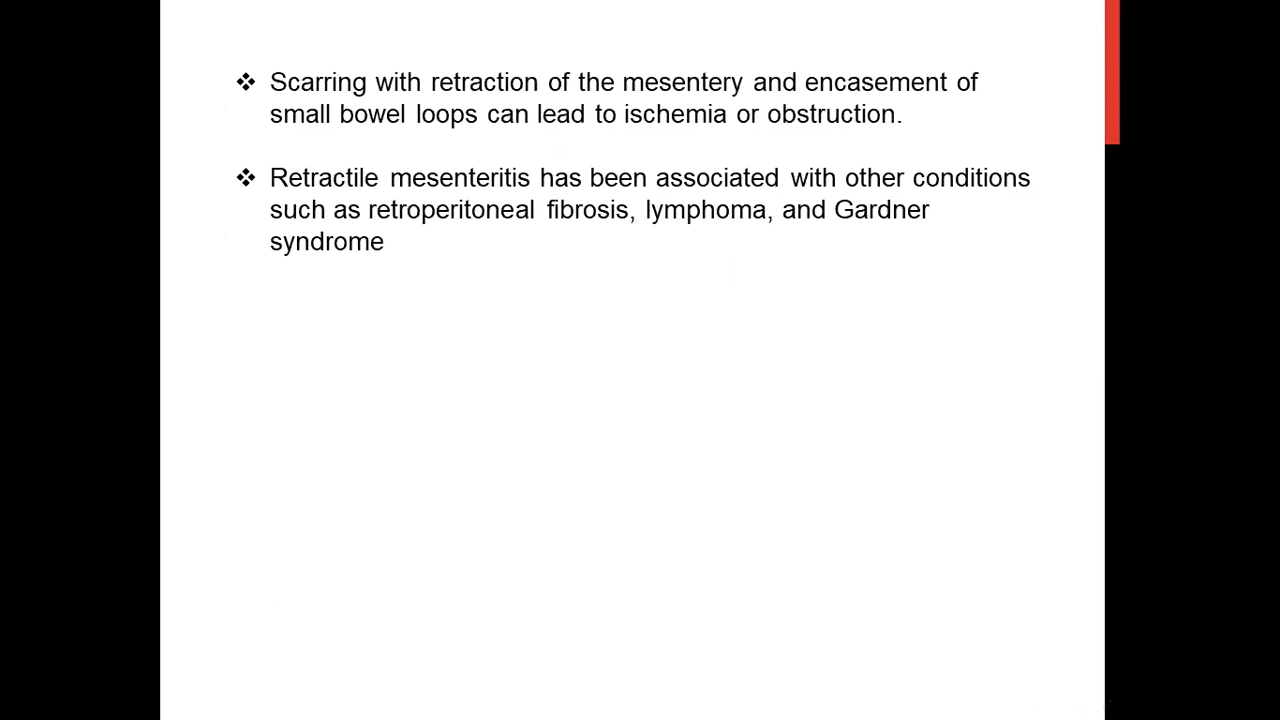 ❖ Scarring with retraction of the mesentery and encasement of
small bowel loops can lead to ischemia or obstruction.
❖ Retractile mesenteritis has been associated with other conditions
such as retroperitoneal fibrosis, lymphoma, and Gardner
syndrome